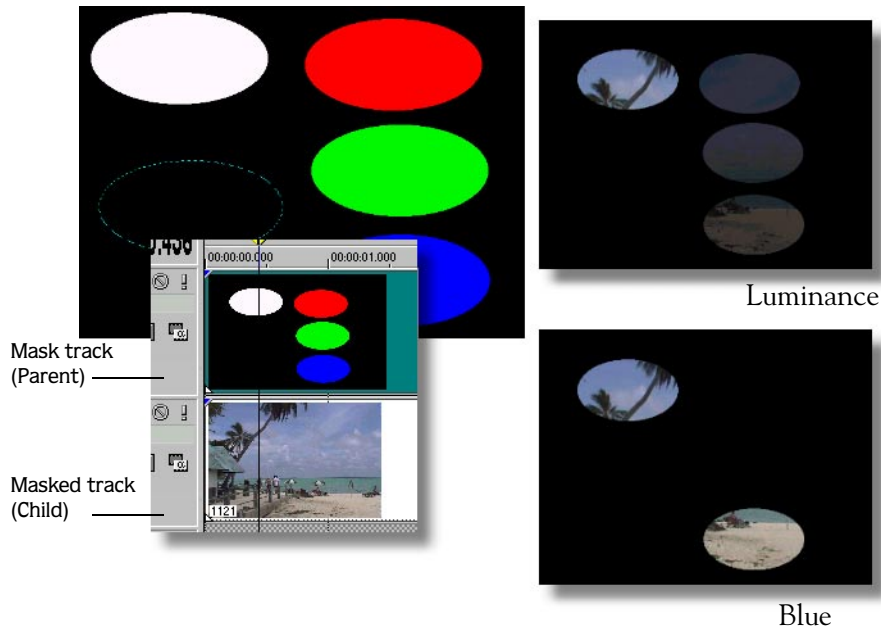 Luminance
00:00:00.000 00:00:01.000
Mask track
(Parent)
Masked track
(Child)
1121
Blue